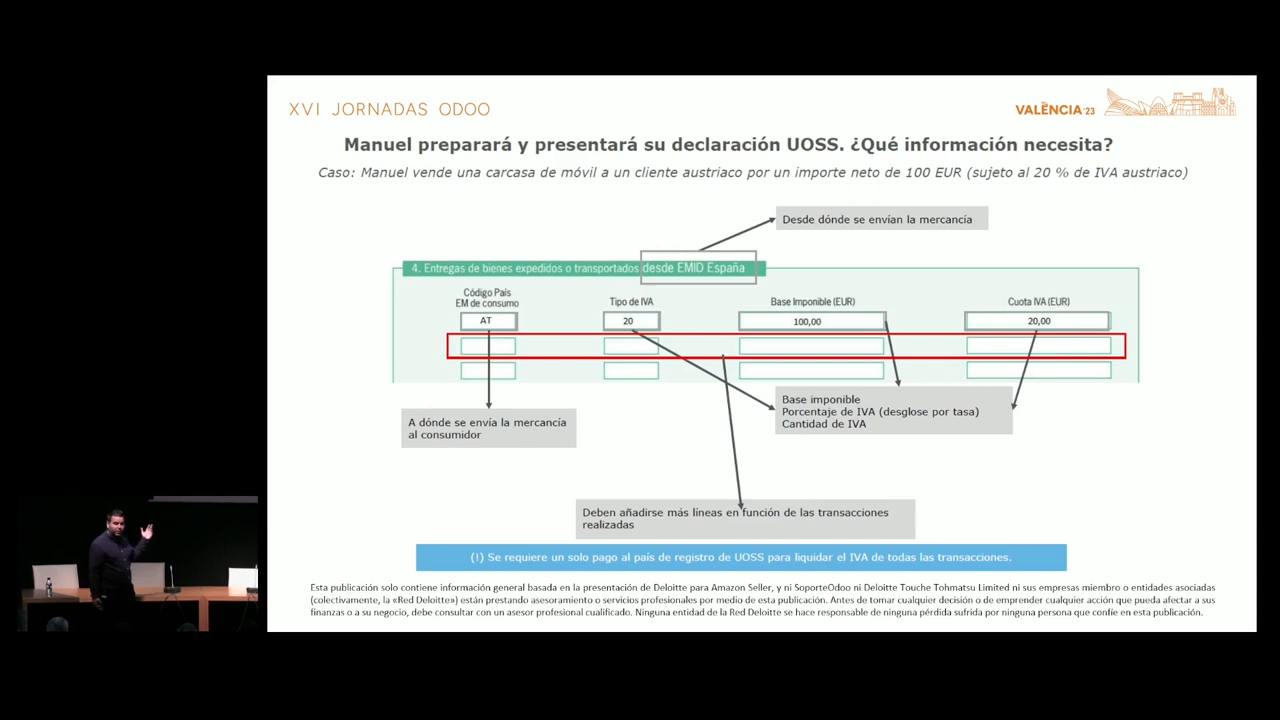 XVI JORNADAS ODOO
VALÈNCIA '23
Manuel preparará y presentará su declaración UOSS. ¿Qué información necesita?
Caso: Manuel vende una carcasa de móvil a un cliente austriaco por un importe neto de 100 EUR (sujeto al 20 % de IVA austriaco)
Desde dónde se envían la mercancía
4. Entregas de bienes expedidos o transportados desde EMID España
Código País
EM de consumo
Tipo de IVA
Base Imponible (EUR)
Cuota IVA (EUR)
AT
20
100,00
20,00
A dónde se envía la mercancía
al consumidor
Base imponible
Porcentaje de IVA (desglose por tasa)
Cantidad de IVA
Deben añadirse más líneas en función de las transacciones
realizadas
(!) Se requiere un solo pago al país de registro de UOSS para liquidar el IVA de todas las transacciones.
Esta publicación solo contiene información general basada en la presentación de Deloitte para Amazon Seller, y ni SoporteOdoo ni Deloitte Touche Tohmatsu Limited ni sus empresas miembro o entidades asociadas
(colectivamente, la «Red Deloitte») están prestando asesoramiento o servicios profesionales por medio de esta publicación. Antes de tomar cualquier decisión o de emprender cualquier acción que pueda afectar a sus
finanzas o a su negocio, debe consultar con un asesor profesional cualificado. Ninguna entidad de la Red Deloitte se hace responsable de ninguna pérdida sufrida por ninguna persona que confíe en esta publicación.